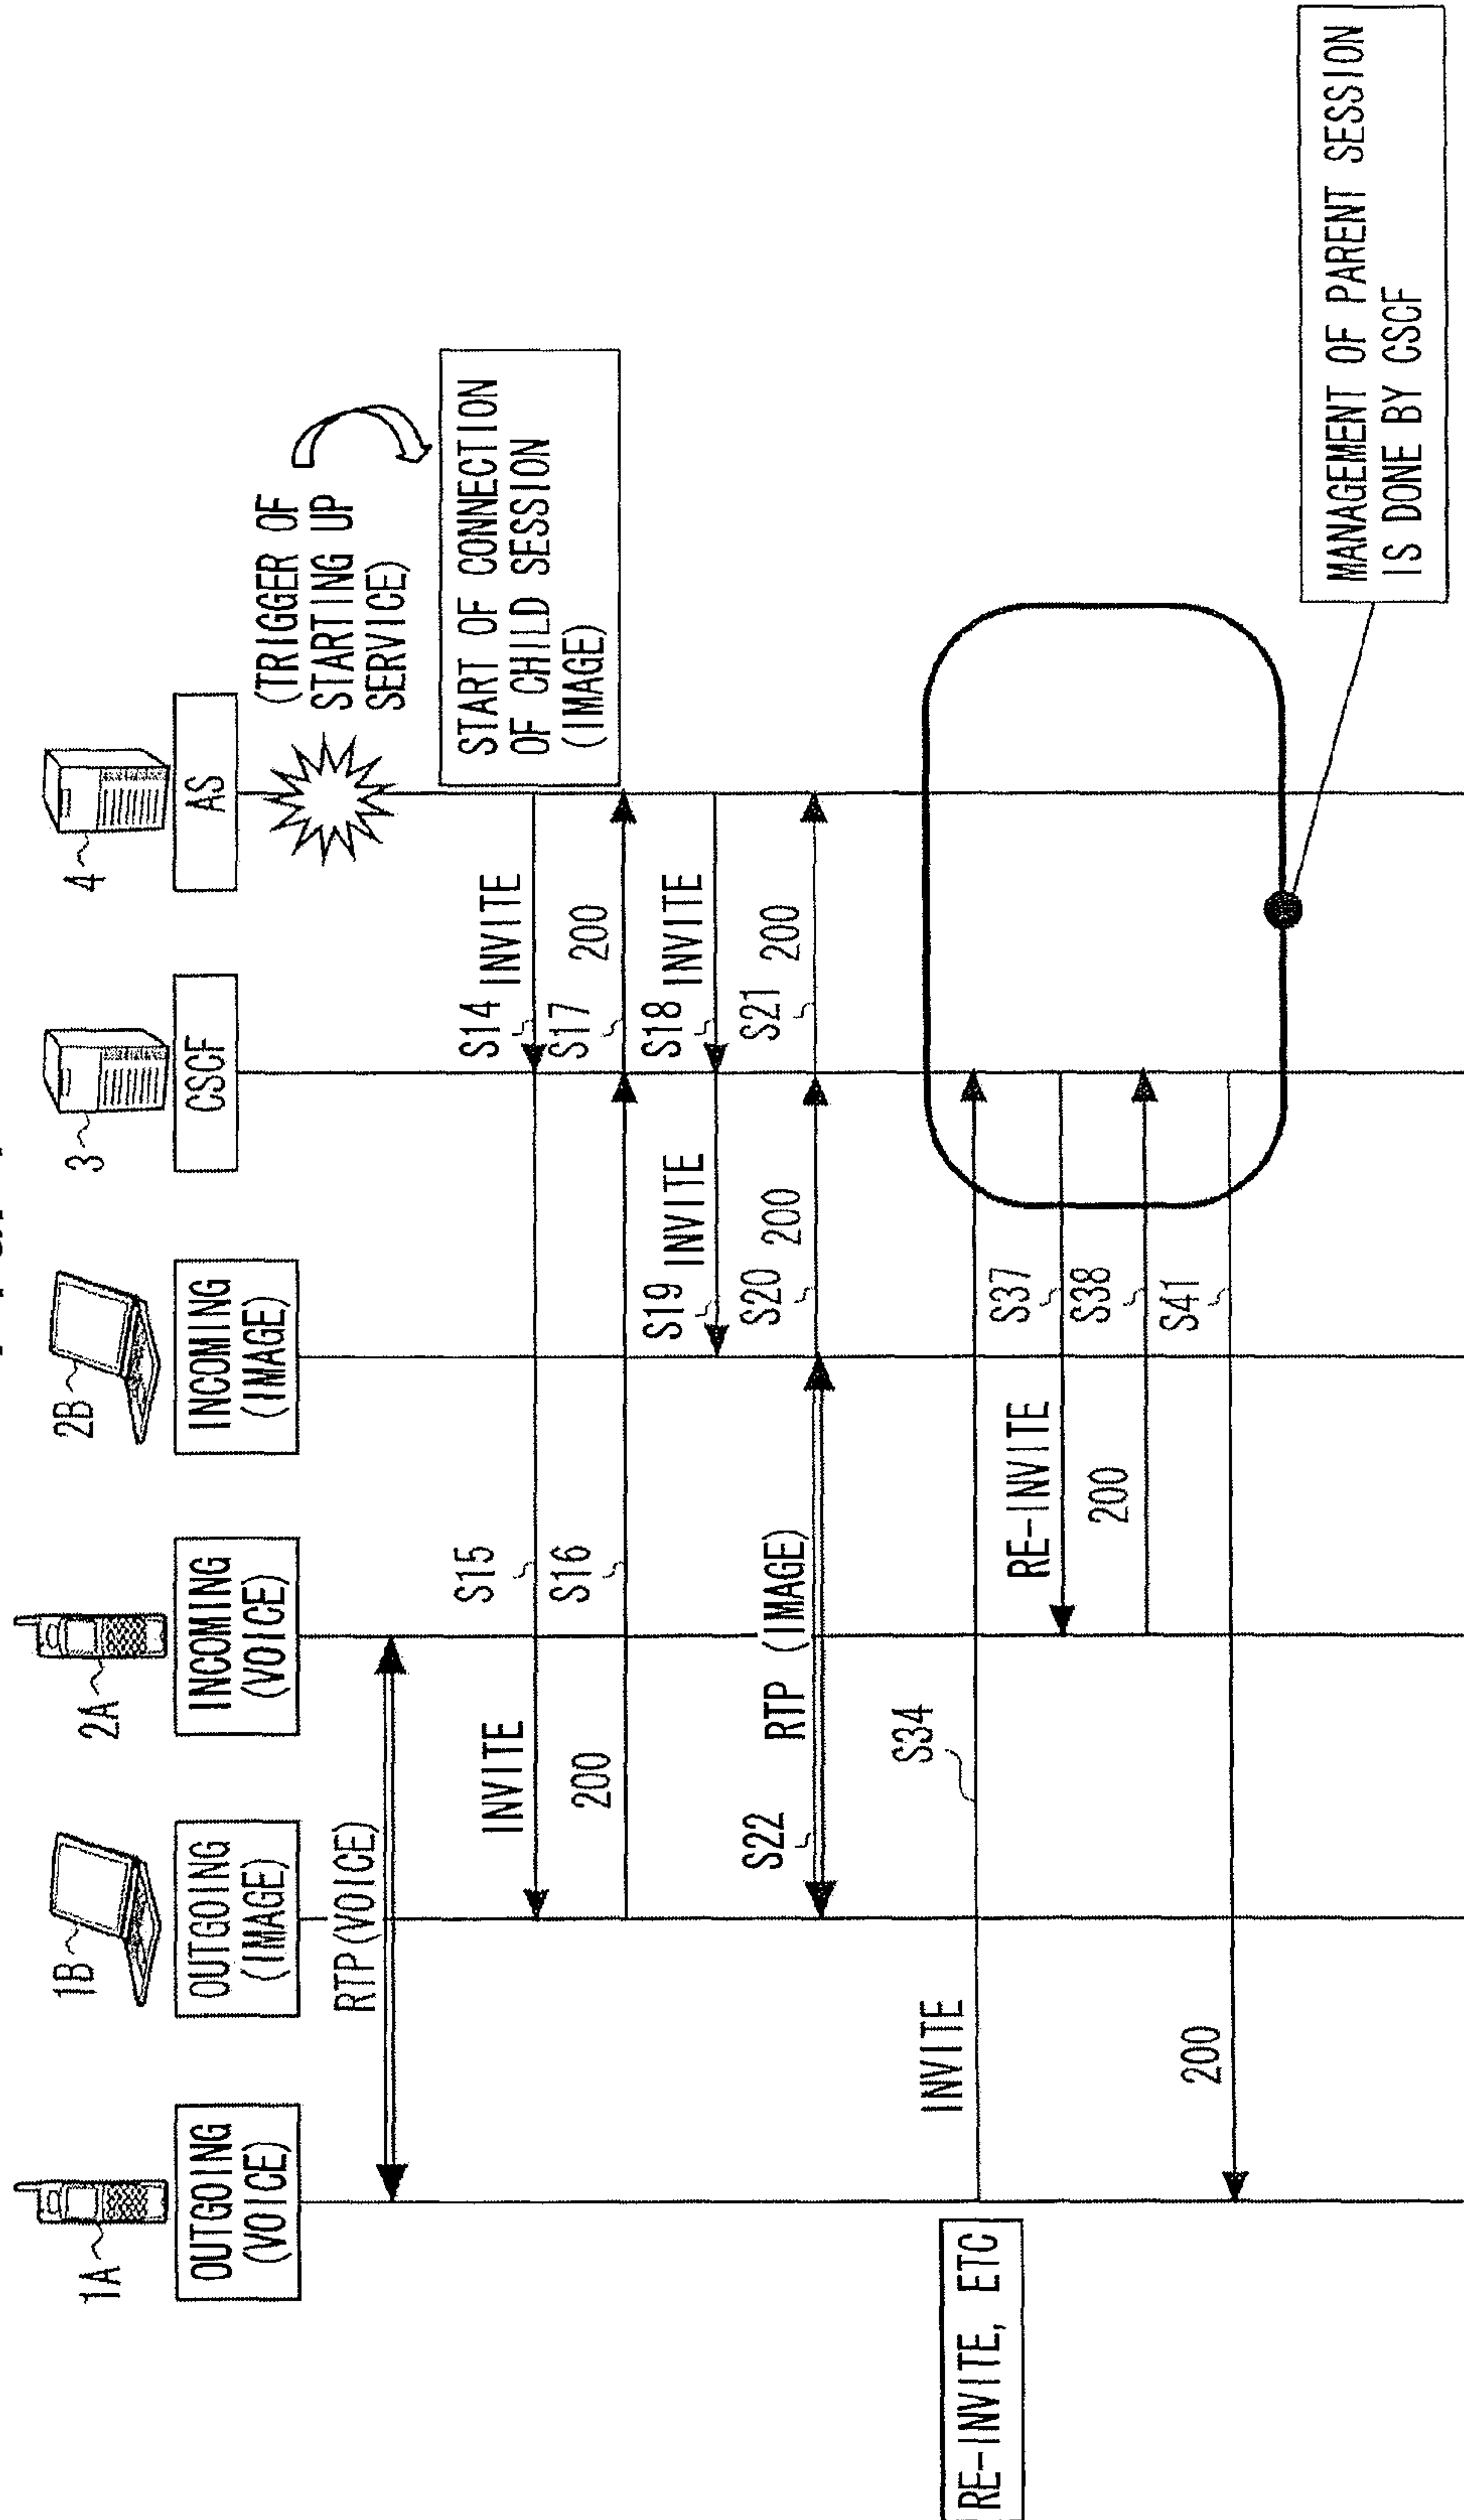 1A
OUTGOING
(VOICE)
1B
OUTGOING
(IMAGE)
2A
INCOMING
(VOICE)
2B
INCOMING
(IMAGE)
3
CSCF
4
AS
(TRIGGER OF
STARTING UP
SERVICE)
RTP(VOICE)
START OF CONNECTION
OF CHILD SESSION
(IMAGE)
S14
INVITE
INVITE
S15
200
S16
S17
200
S18
INVITE
S19
INVITE
S20
200
S21
200
S22
RTP (IMAGE)
RE-INVITE, ETC
INVITE
S34
RE-INVITE
S37
200
S38
200
S41
MANAGEMENT OF PARENT SESSION
IS DONE BY CSCF